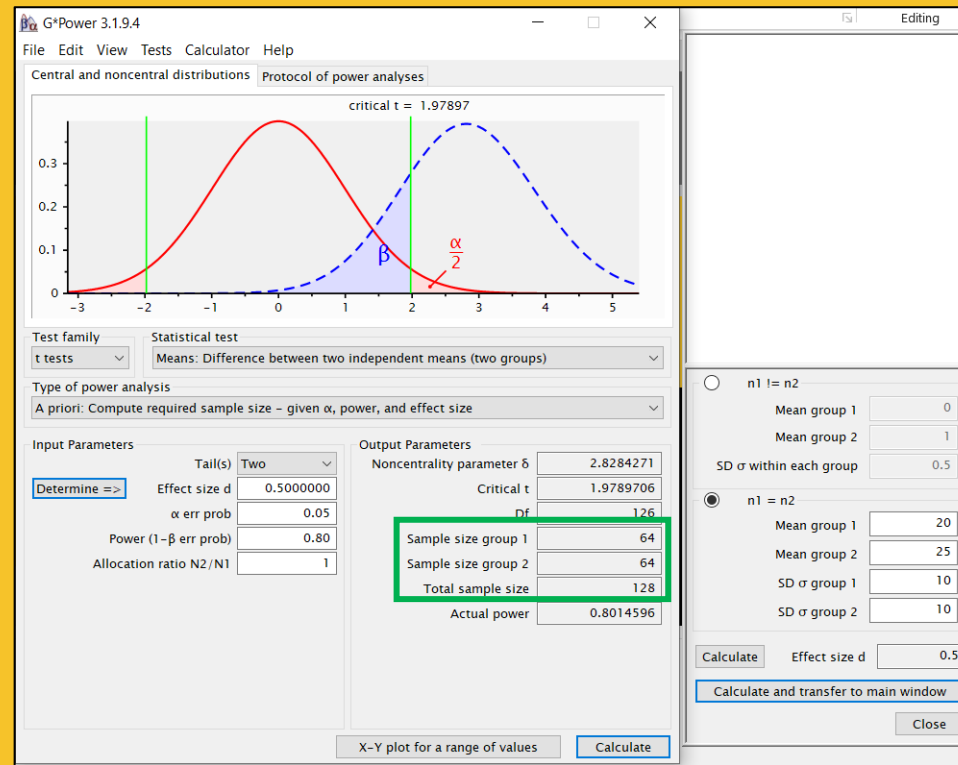 G*Power 3.1.9.4
File Edit View Tests Calculator Help
Central and noncentral distributions Protocol of power analyses
critical t = 1.97897
0.3
0.2
0.1
0
β
α
2
-3 -2 -1 0 1 2 3 4 5
Test family Statistical test
t tests Means: Difference between two independent means (two groups)
Type of power analysis
A priori: Compute required sample size – given α, power, and effect size
Input Parameters
Tail(s) Two
Determine => Effect size d 0.5000000
α err prob 0.05
Power (1-β err prob) 0.80
Allocation ratio N2/N1 1
Output Parameters
Noncentrality parameter δ 2.8284271
Critical t 1.9789706
Df 126
Sample size group 1 64
Sample size group 2 64
Total sample size 128
Actual power 0.8014596
X-Y plot for a range of values Calculate
Editing
n1 != n2
Mean group 1 0
Mean group 2 1
SD σ within each group 0.5
n1 = n2
Mean group 1 20
Mean group 2 25
SD σ group 1 10
SD σ group 2 10
Calculate Effect size d 0.5
Calculate and transfer to main window
Close